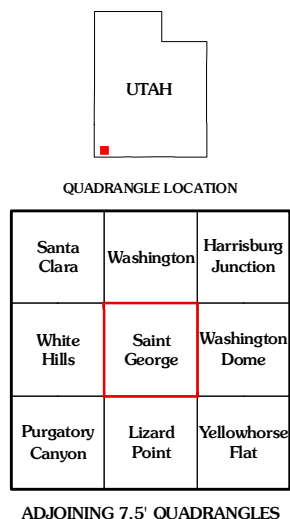 UTAH
QUADRANGLE LOCATION
Santa
Clara
Washington
Harrisburg
Junction
White
Hills
Saint
George
Washington
Dome
Purgatory
Canyon
Lizard
Point
Yellowhorse
Flat
ADJOINING 7.5' QUADRANGLES